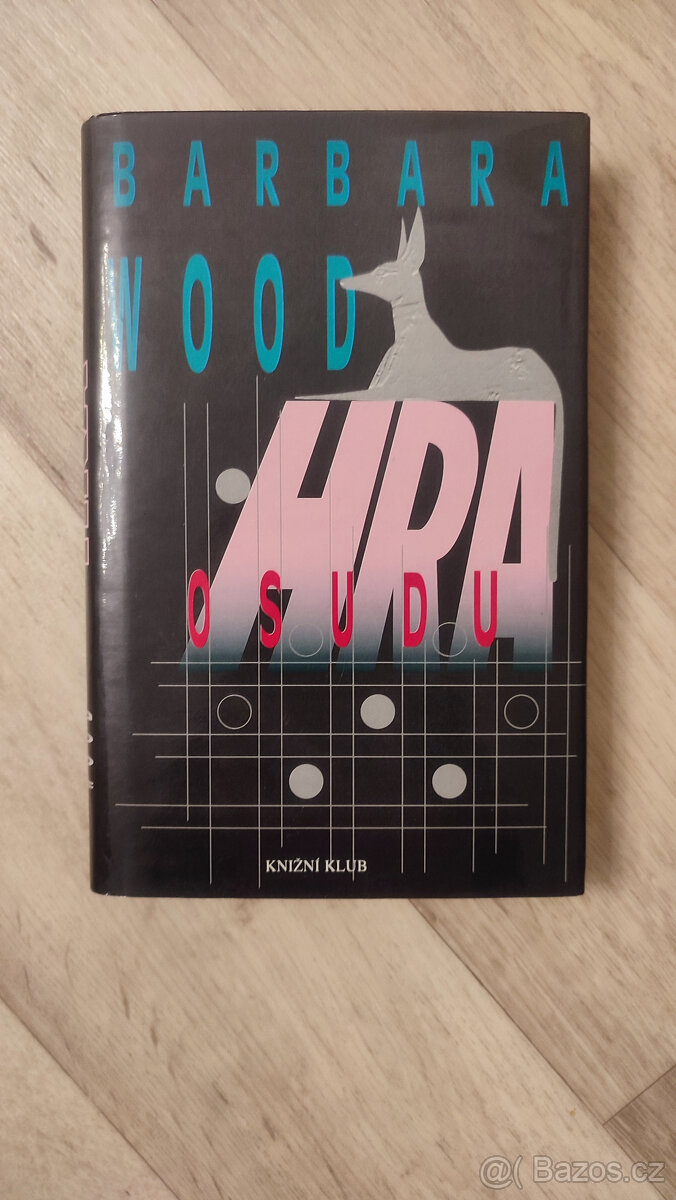 BARBARA
WOOD
HRA
OSUDU
KNIŽNÍ KLUB
@( Bazos.cz